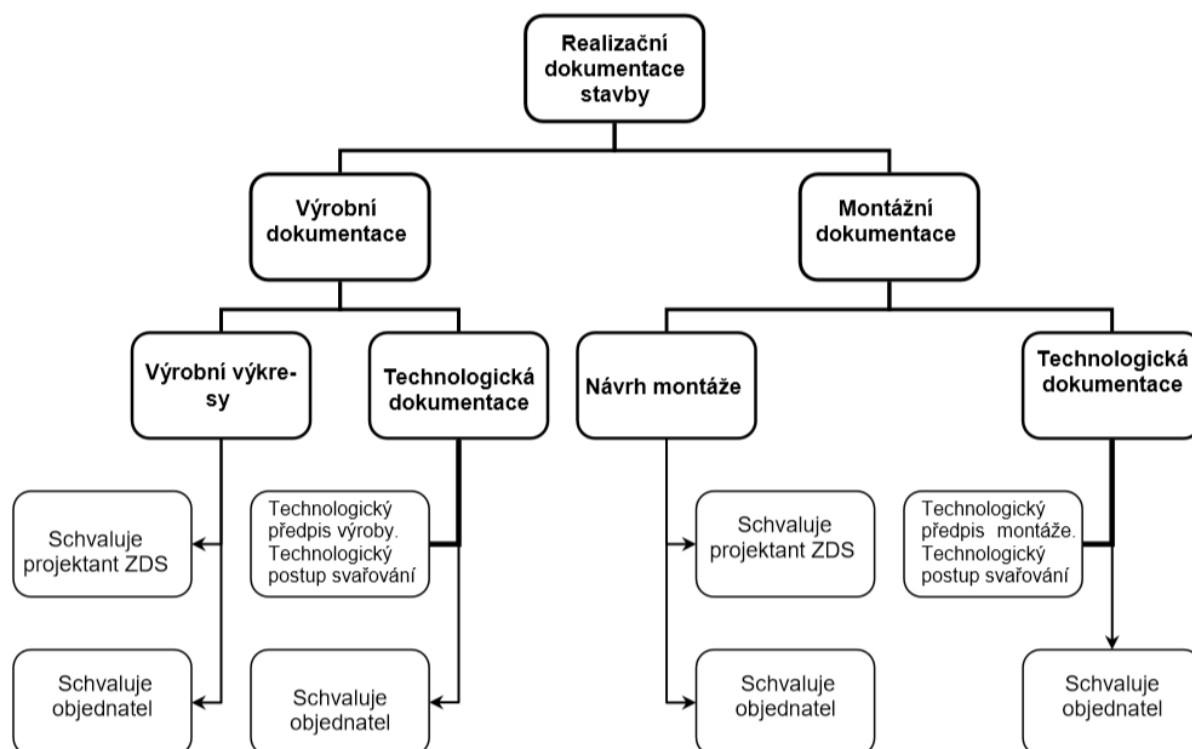 Realizační
dokumentace
stavby
Výrobní
dokumentace
Montážní
dokumentace
Výrobní výkre-
sy
Technologická
dokumentace
Návrh montáže
Technologická
dokumentace
Schvaluje
projektant ZDS
Technologický
předpis výroby.
Technologický
postup svařování
Schvaluje
projektant ZDS
Technologický
předpis montáže.
Technologický
postup svařování
Schvaluje
objednatel
Schvaluje
objednatel
Schvaluje
objednatel
Schvaluje
objednatel